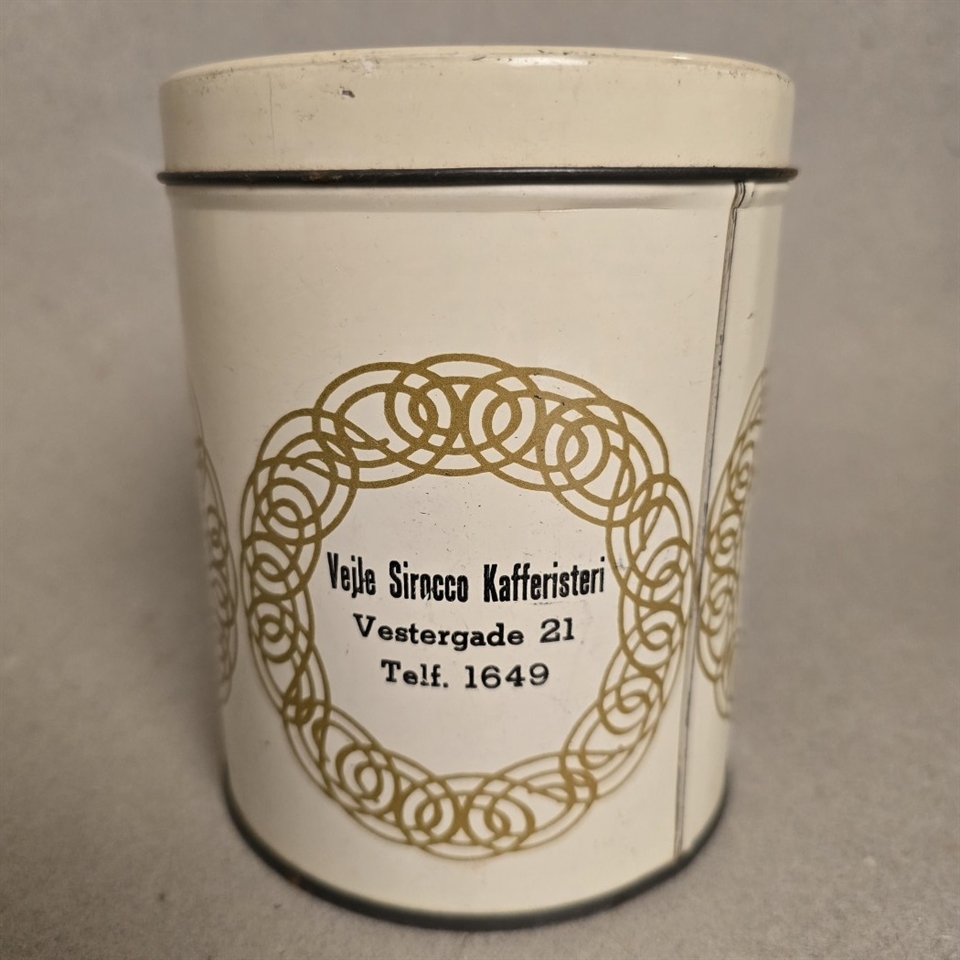 Vejle Sirocco Kafferisteri
Vestergade 21
Telf. 1649